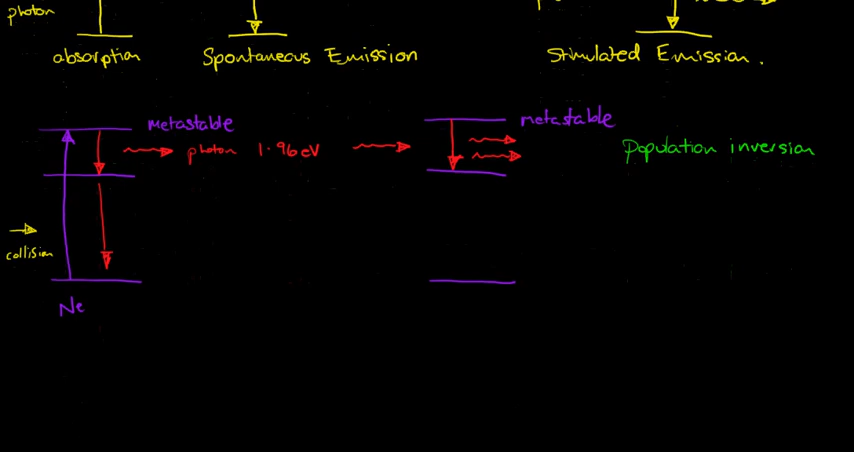 photon
absorption
Spontaneous Emission
Stimulated Emission.
metastable
photon 1.96eV
metastable
Population inversion
collision
Ne